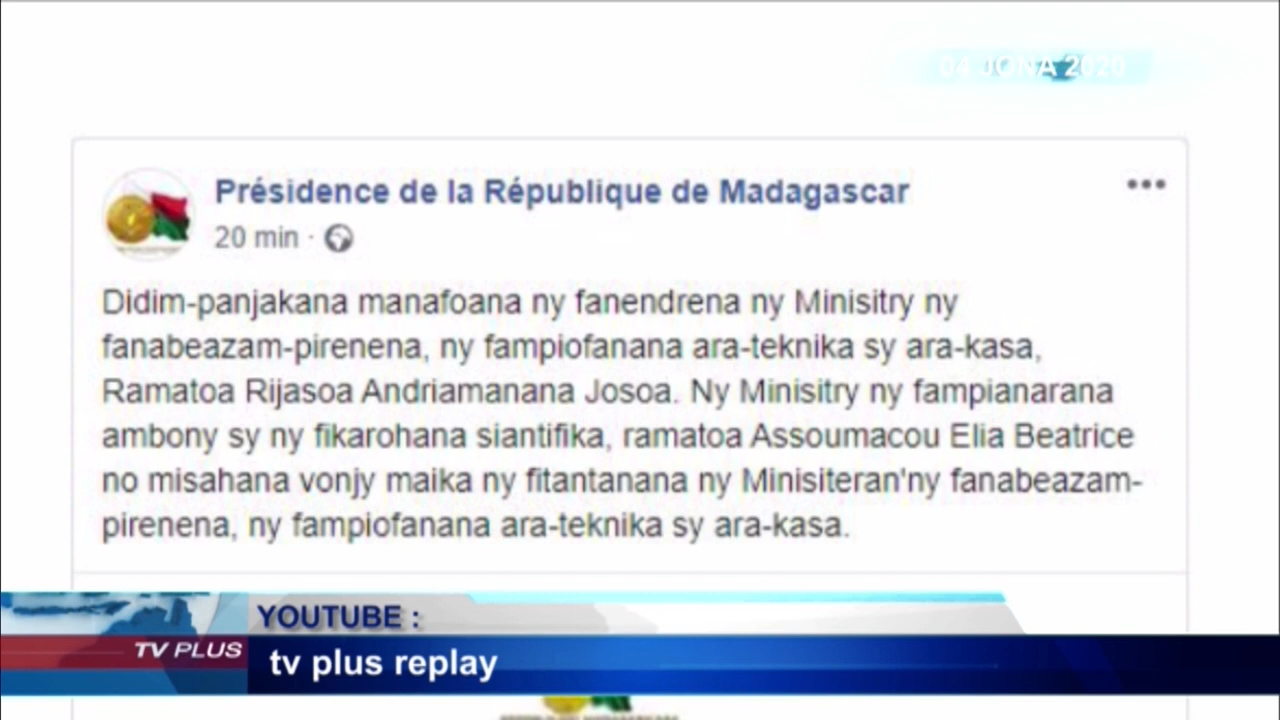 04 JONA 2020
Présidence de la République de Madagascar
20 min ·
Didim-panjakana manafoana ny fanendrena ny Minisitry ny
fanabeazam-pirenena, ny fampiofanana ara-teknika sy ara-kasa,
Ramatoa Rijasoa Andriamanana Josoa. Ny Minisitry ny fampianarana
ambony sy ny fikarohana siantifika, ramatoa Assoumacou Elia Beatrice
no misahana vonjy maika ny fitantanana ny Minisiteran'ny fanabeazam-
pirenena, ny fampiofanana ara-teknika sy ara-kasa.
YOUTUBE :
TV PLUS
tv plus replay